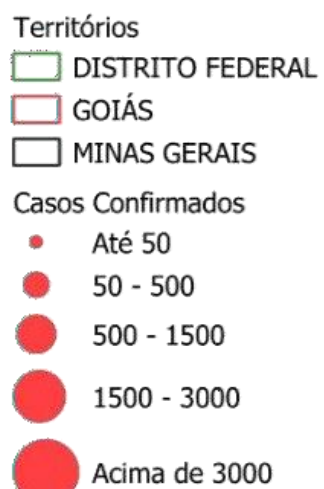 Territórios
DISTRITO FEDERAL
GOIÁS
MINAS GERAIS
Casos Confirmados
Até 50
50 - 500
500 - 1500
1500 - 3000
Acima de 3000